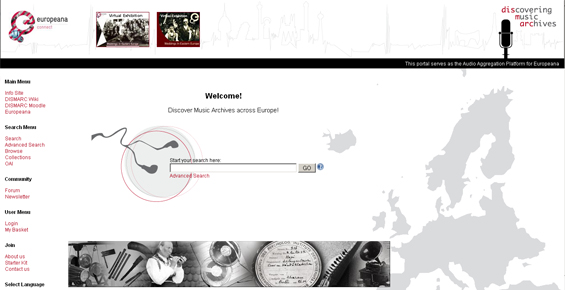 europeana
connect
Virtual Exhibition
discovering
music
archives
This portal serves as the Audio Aggregation Platform for Europeana
Main Menu
Info Site
DISMARC Wiki
DISMARC Moodle
Europeana
Search Menu
Search
Advanced Search
Browse
Collections
OAI
Community
Forum
Newsletter
User Menu
Login
My Basket
Join
About us
Starter Kit
Contact us
Select Language
Welcome!
Discover Music Archives across Europe!
Start your search here:
GO
Advanced Search